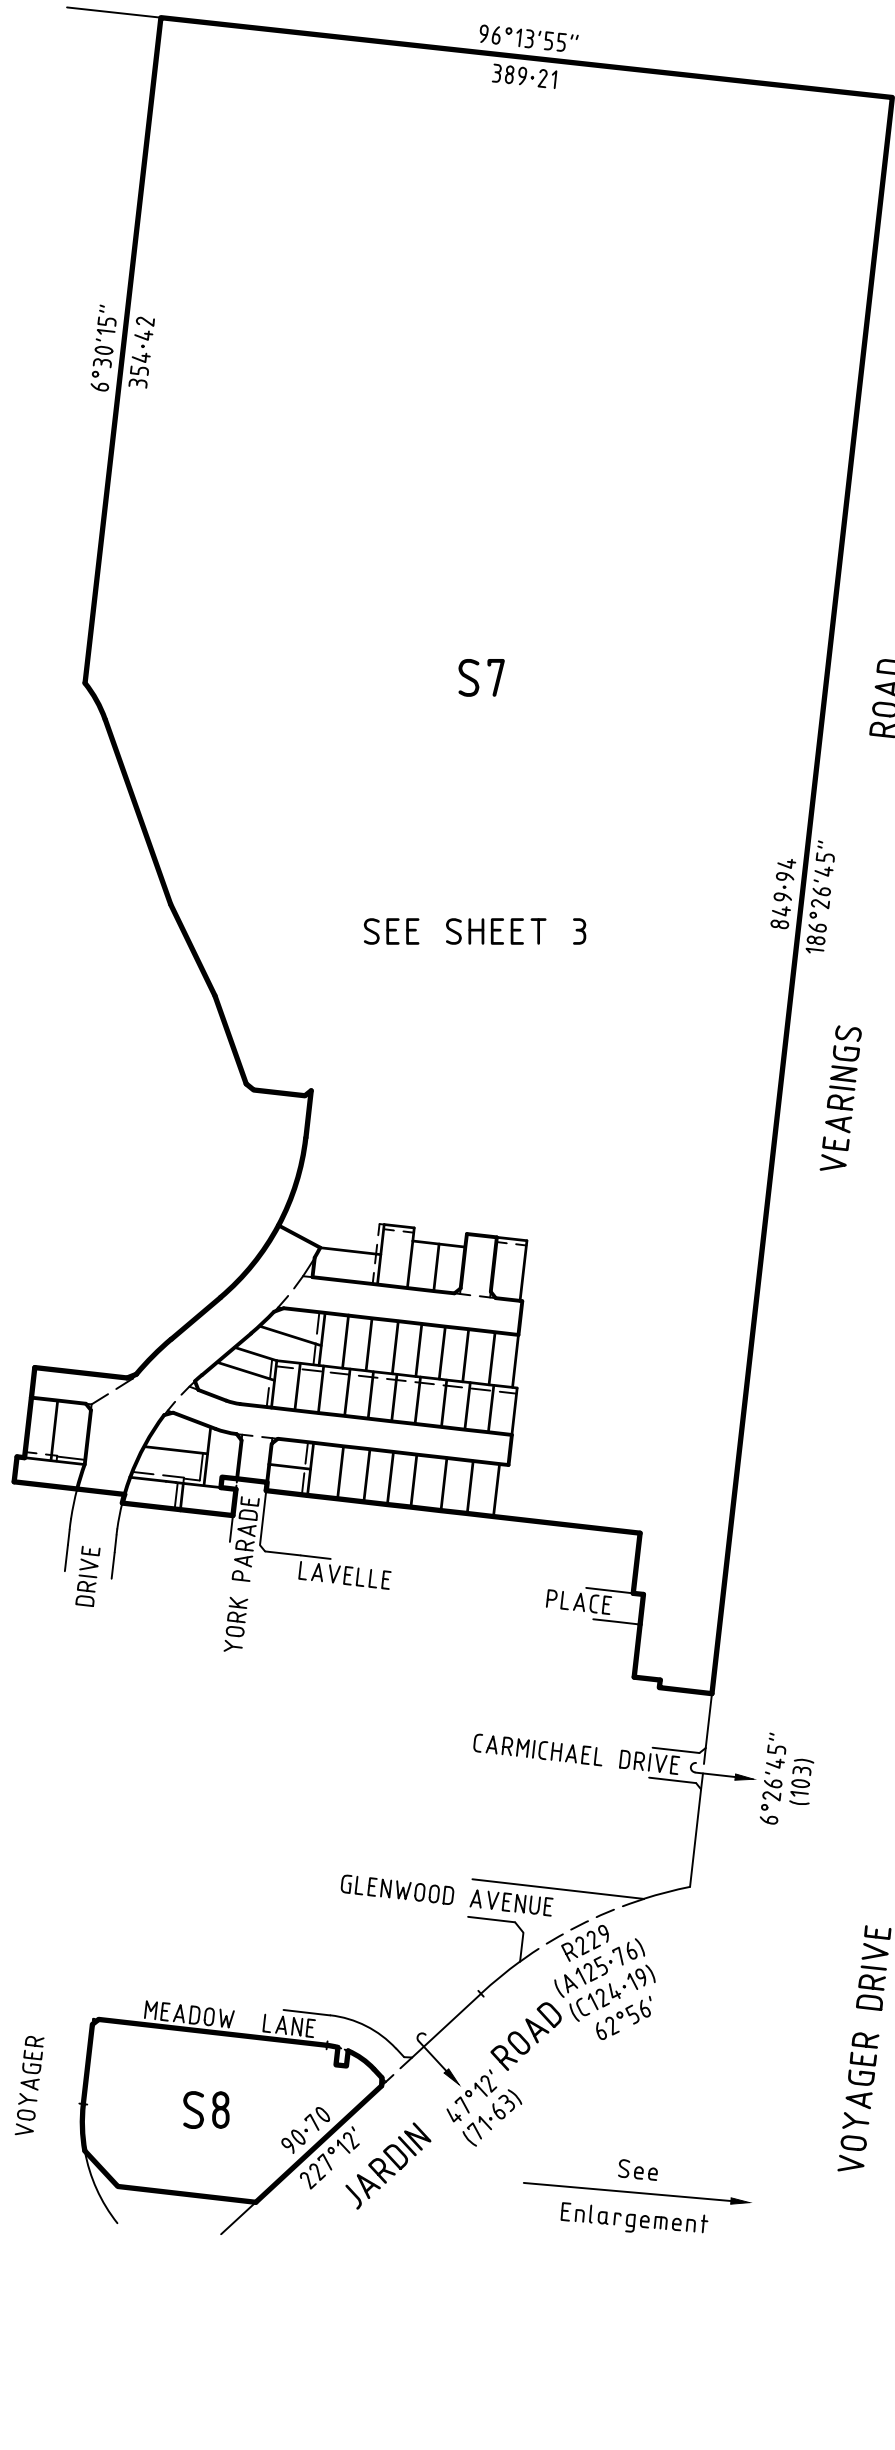 96°13'55"
389·21
6°30'15"
354·42
S7
ROAD
849·94
186°26'45"
SEE SHEET 3
VEARINGS
DRIVE
YORK PARADE
LAVELLE
PLACE
CARMICHAEL DRIVE
6°26'45"
(103)
GLENWOOD AVENUE
R229
(A125·76)
(C124·19)
62°56'
MEADOW LANE
VOYAGER
S8
90·70
227°12'
JARDIN ROAD
47°12'
(71·63)
VOYAGER DRIVE
See
Enlargement